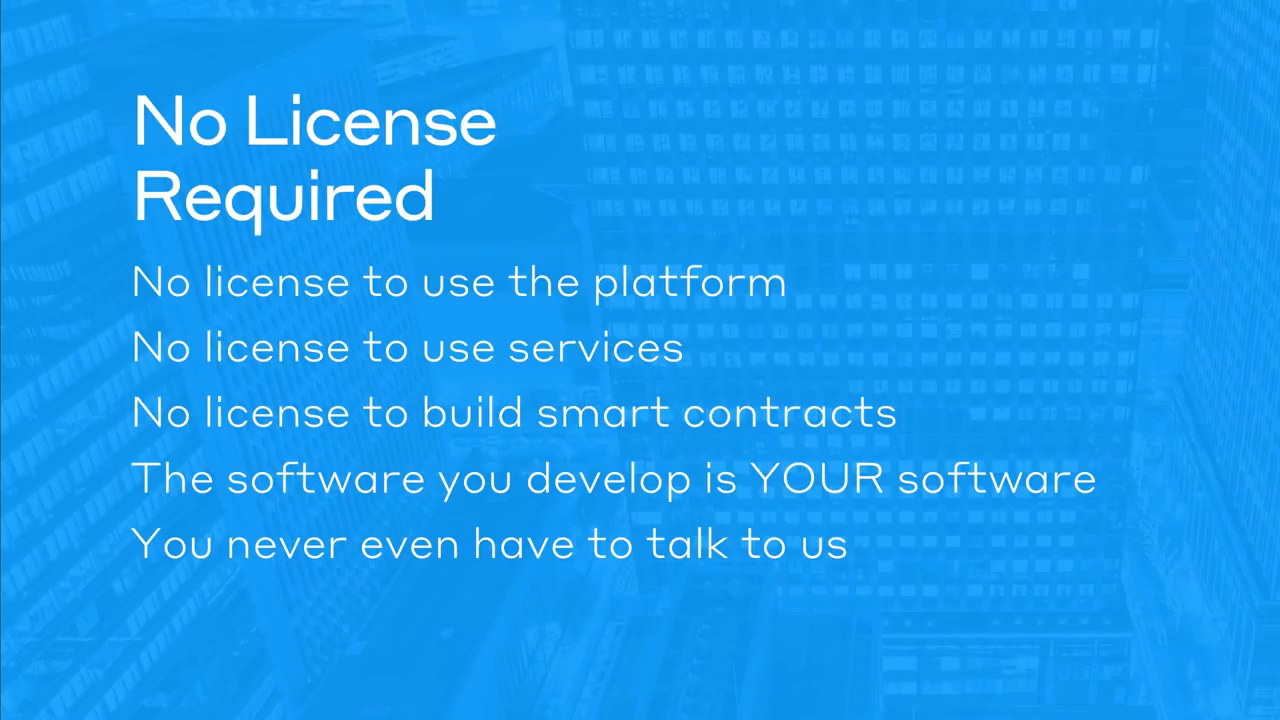 No License
Required
No license to use the platform
No license to use services
No license to build smart contracts
The software you develop is YOUR software
You never even have to talk to us